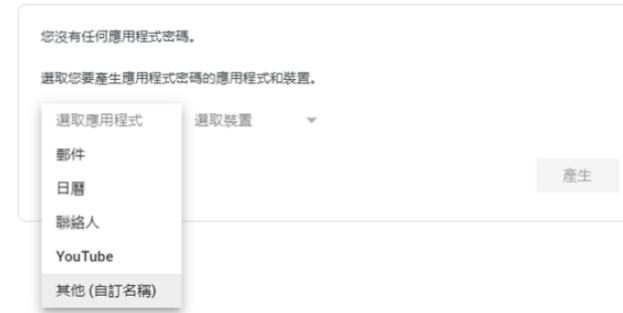 您沒有任何應用程式密碼。
選取您要產生應用程式密碼的應用程式和裝置。
選取應用程式 選取裝置
郵件
日曆
產生
聯絡人
YouTube
其他 (自訂名稱)